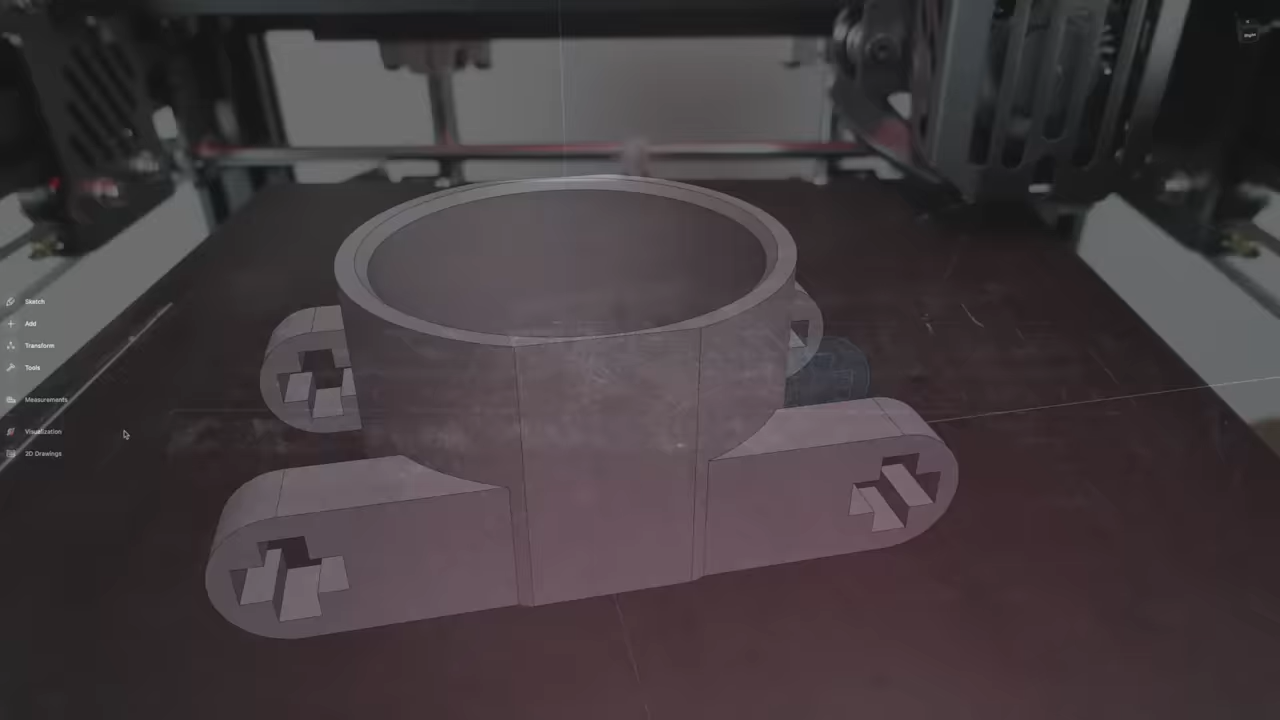 Sketch
Add
Transform
Tools
Measurements
Visualization
2D Drawings